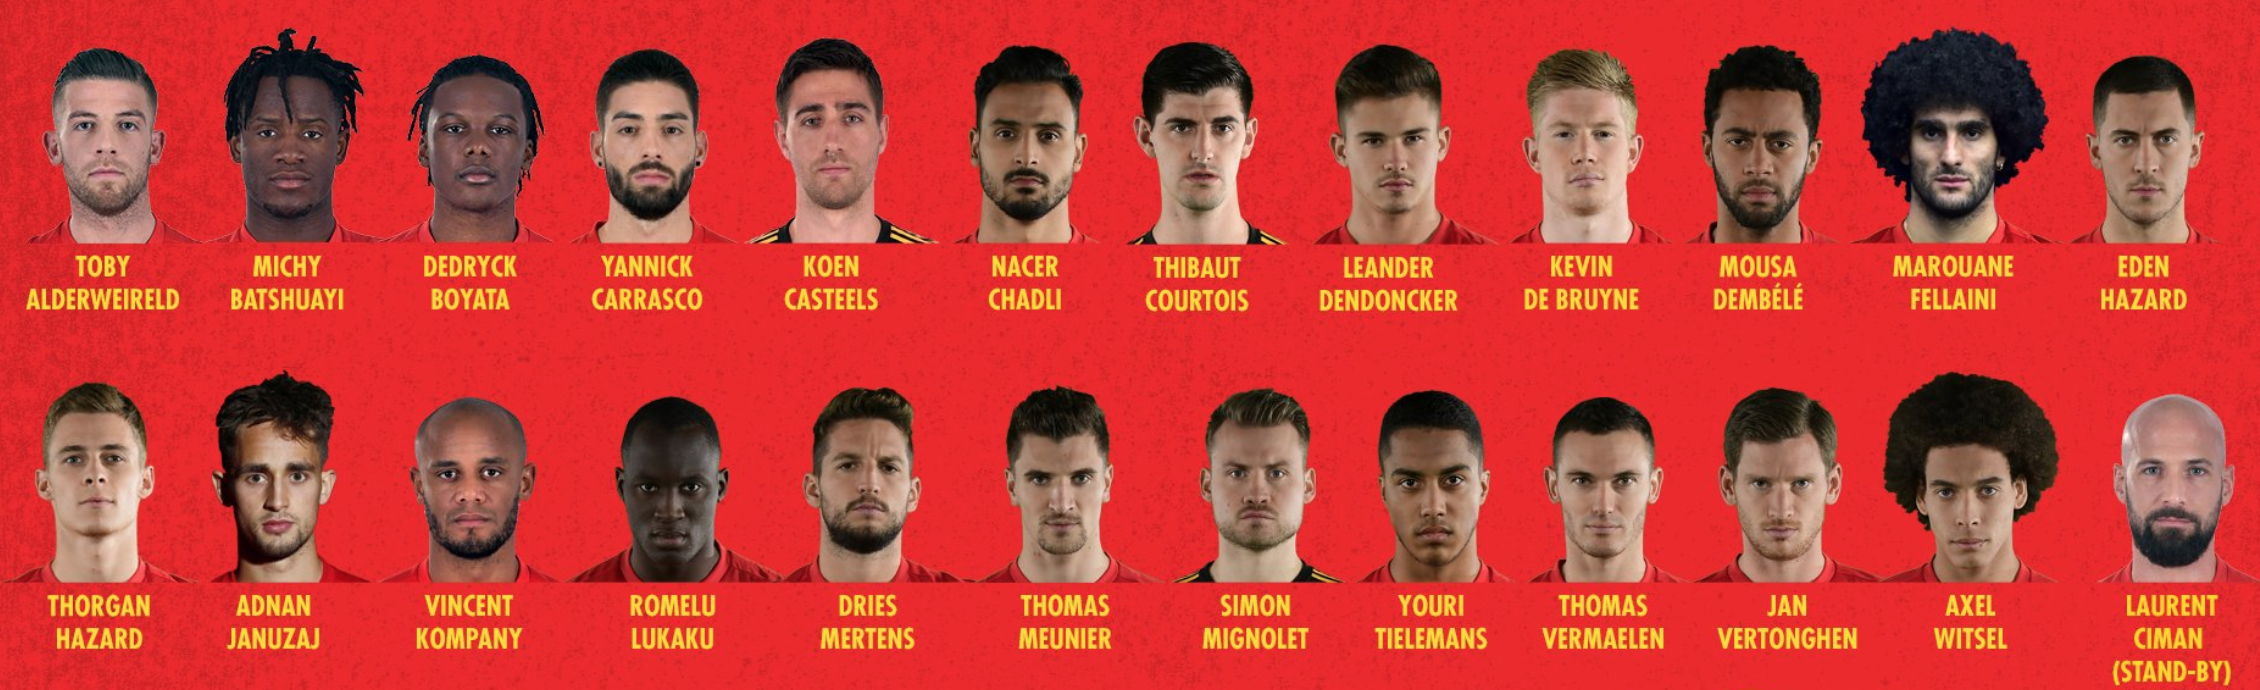 TOBY
ALDERWEIRELD
MICHY
BATSHUAYI
DEDRYCK
BOYATA
YANNICK
CARRASCO
KOEN
CASTEELS
NACER
CHADLI
THIBAUT
COURTOIS
LEANDER
DENDONCKER
KEVIN
DE BRUYNE
MOUSA
DEMBÉLÉ
MAROUANE
FELLAINI
EDEN
HAZARD
THORGAN
HAZARD
ADNAN
JANUZAJ
VINCENT
KOMPANY
ROMELU
LUKAKU
DRIES
MERTENS
THOMAS
MEUNIER
SIMON
MIGNOLET
YOURI
TIELEMANS
THOMAS
VERMAELEN
JAN
VERTONGHEN
AXEL
WITSEL
LAURENT
CIMAN
(STAND-BY)